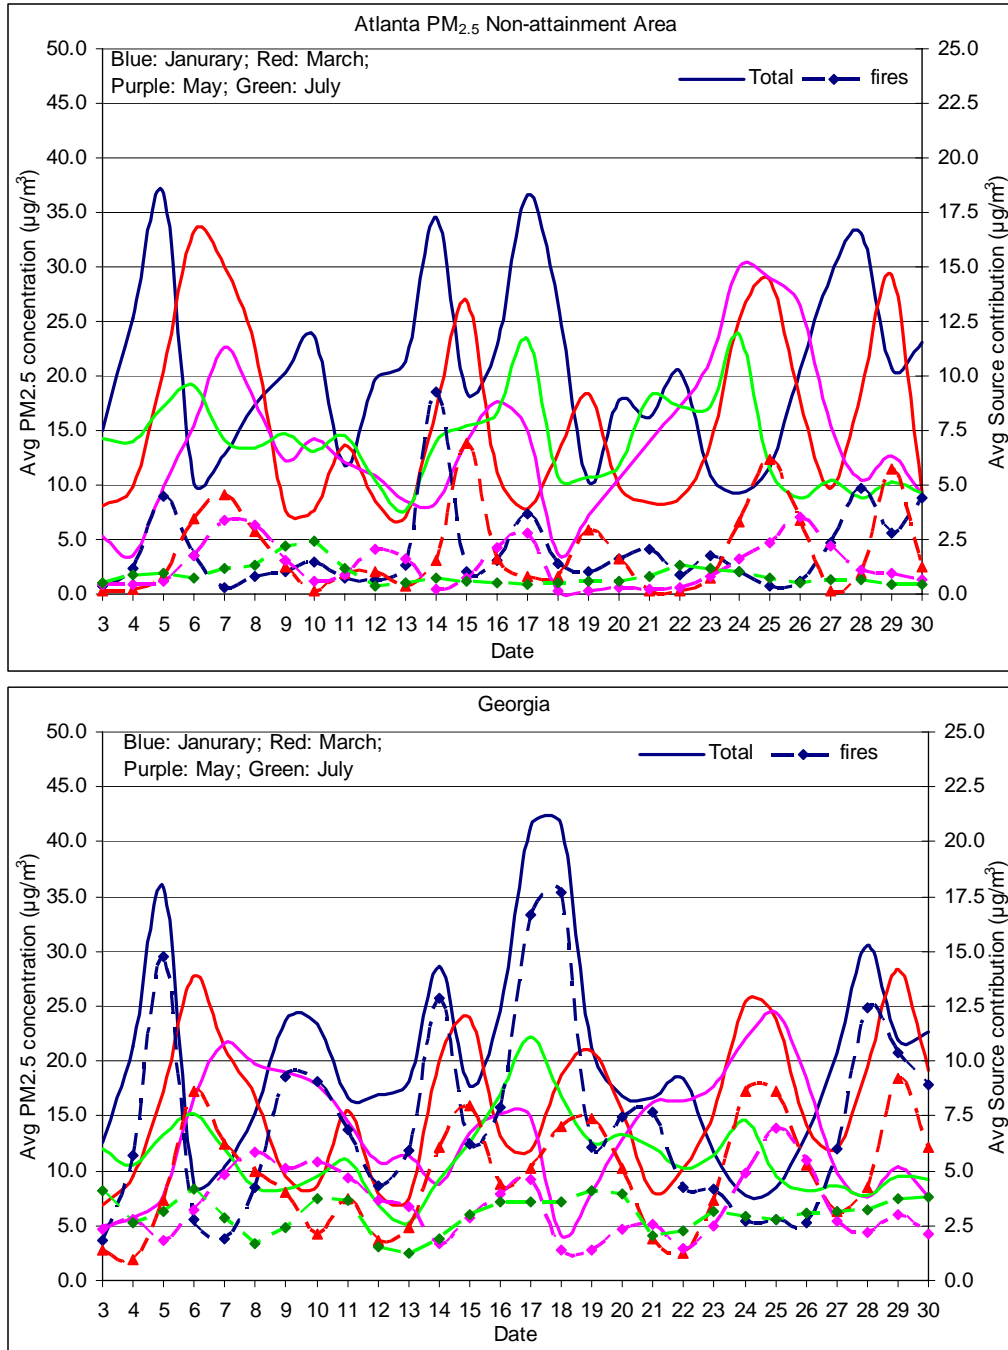 Atlanta PM2.5 Non-attainment Area
50.0 25.0
Blue: Janurary; Red: March;
Purple: May; Green: July
Total fires
45.0 22.5
40.0 20.0
35.0 17.5
30.0 15.0
25.0 12.5
20.0 10.0
15.0 7.5
10.0 5.0
5.0 2.5
0.0 0.0
Avg PM2.5 concentration (µg/m³)
Avg Source contribution (µg/m³)
3 4 5 6 7 8 9 10 11 12 13 14 15 16 17 18 19 20 21 22 23 24 25 26 27 28 29 30
Date
Georgia
50.0 25.0
Blue: Janurary; Red: March;
Purple: May; Green: July
Total fires
45.0 22.5
40.0 20.0
35.0 17.5
30.0 15.0
25.0 12.5
20.0 10.0
15.0 7.5
10.0 5.0
5.0 2.5
0.0 0.0
Avg PM2.5 concentration (µg/m³)
Avg Source contribution (µg/m³)
3 4 5 6 7 8 9 10 11 12 13 14 15 16 17 18 19 20 21 22 23 24 25 26 27 28 29 30
Date